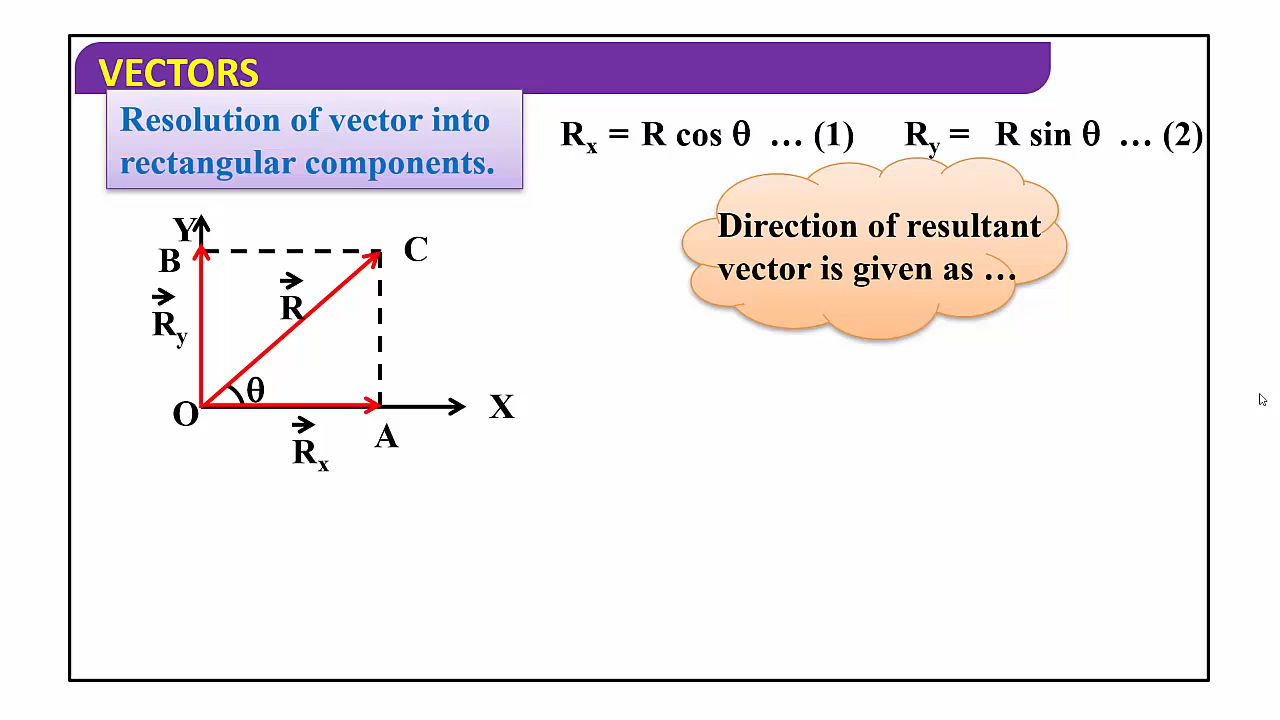 VECTORS
Resolution of vector into
rectangular components.
Rx = R cos θ … (1) Ry = R sin θ … (2)
Direction of resultant
vector is given as …
Y
B
C
R
Ry
θ
O
X
A
Rx